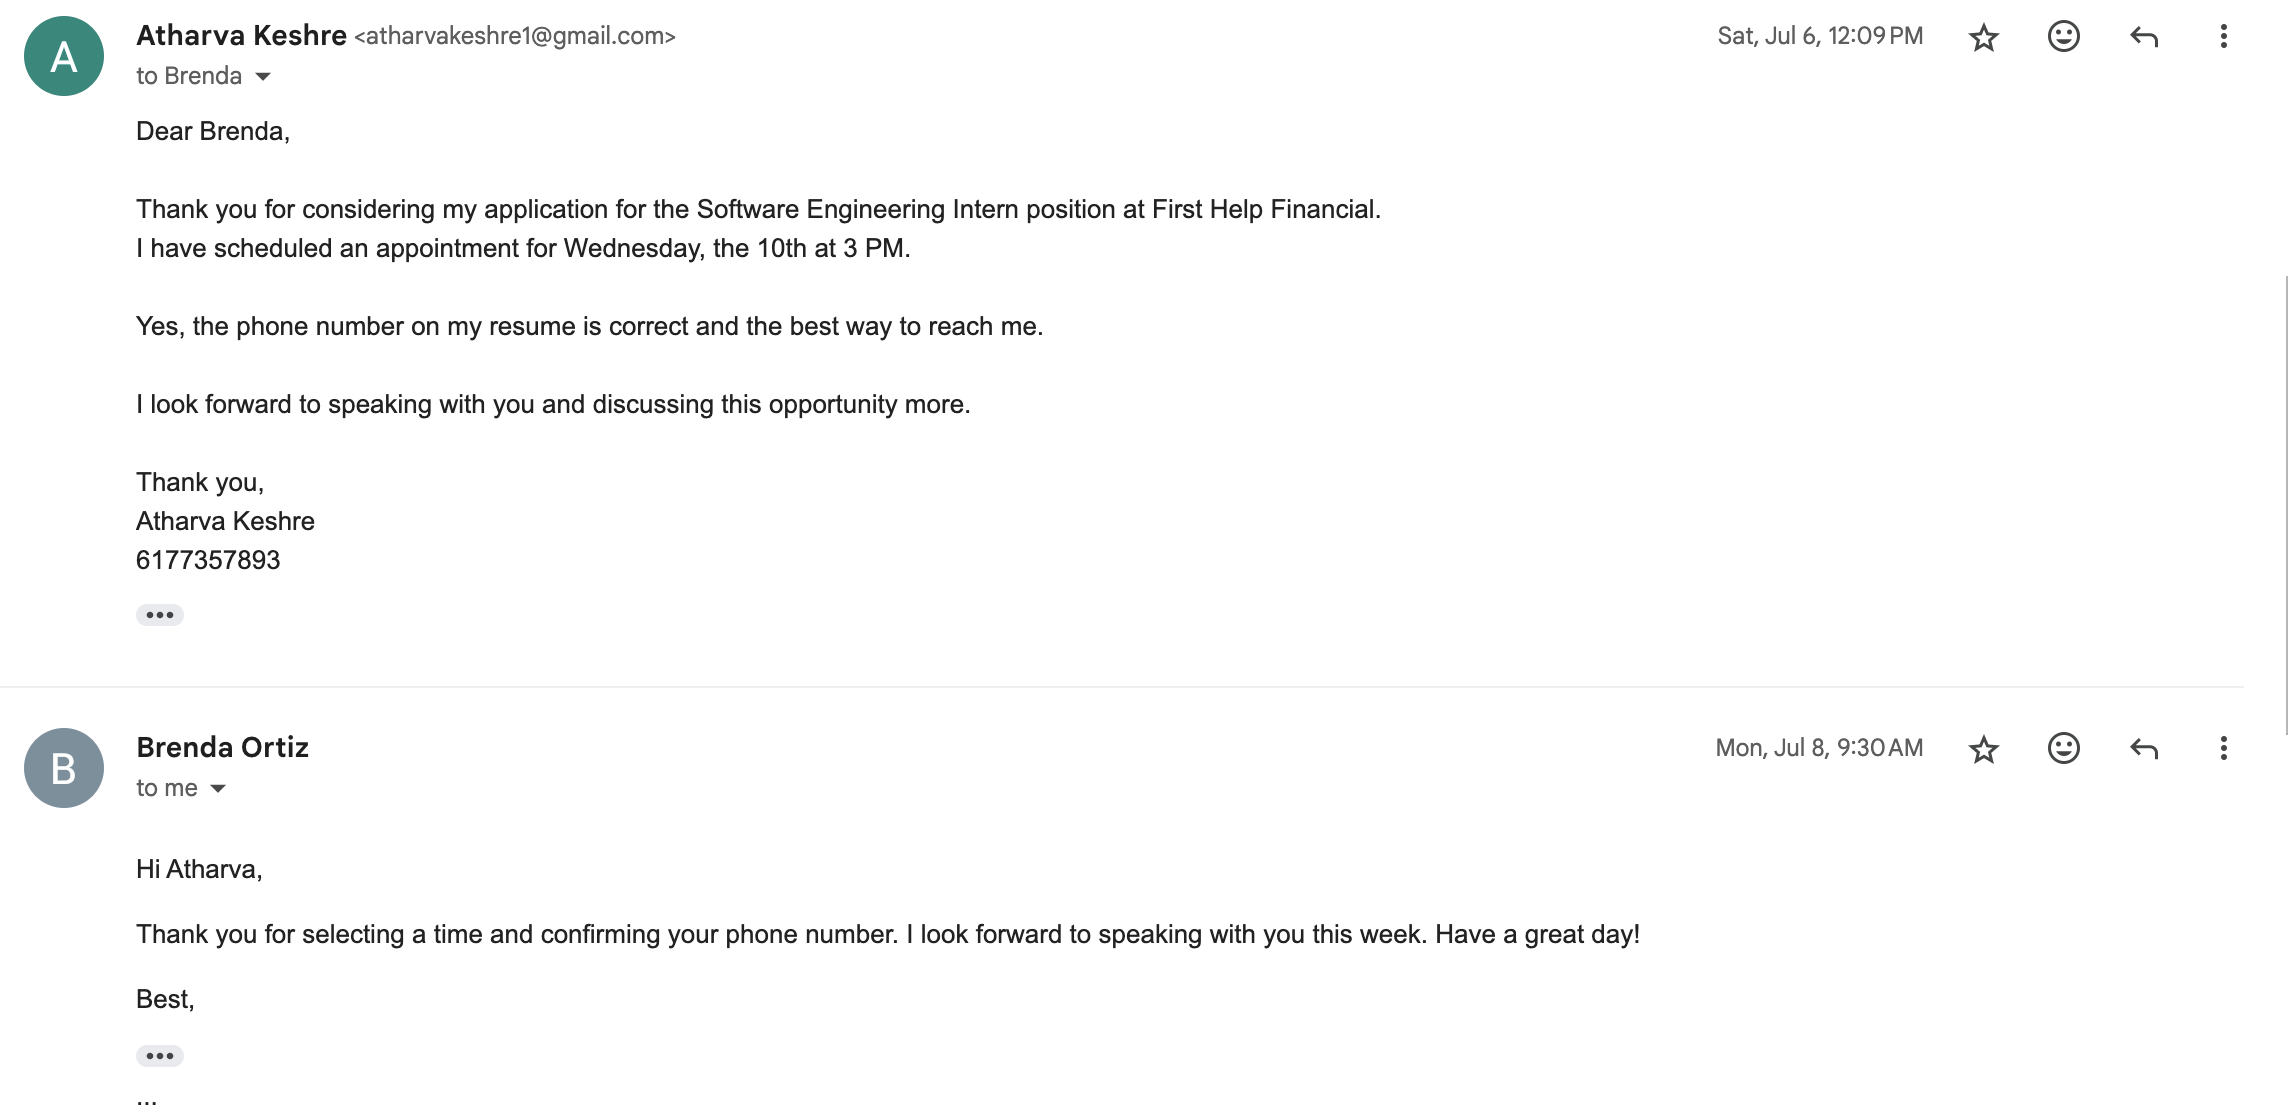 A
Atharva Keshre <atharvakeshre1@gmail.com>
Sat, Jul 6, 12:09 PM
to Brenda
Dear Brenda,
Thank you for considering my application for the Software Engineering Intern position at First Help Financial.
I have scheduled an appointment for Wednesday, the 10th at 3 PM.
Yes, the phone number on my resume is correct and the best way to reach me.
I look forward to speaking with you and discussing this opportunity more.
Thank you,
Atharva Keshre
6177357893
•••
B
Brenda Ortiz
Mon, Jul 8, 9:30 AM
to me
Hi Atharva,
Thank you for selecting a time and confirming your phone number. I look forward to speaking with you this week. Have a great day!
Best,
•••
...